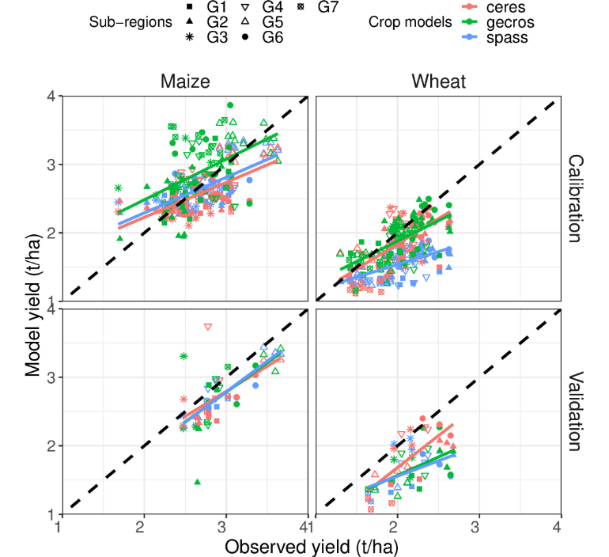 G1 G4 G7
Sub-regions G2 G5
G3 G6
Crop models ceres
gecros
spass
Maize Wheat
4
3
2
1
Calibration
Model yield (t/ha)
4
3
2
1
Validation
1 2 3 4 1 2 3 4
Observed yield (t/ha)